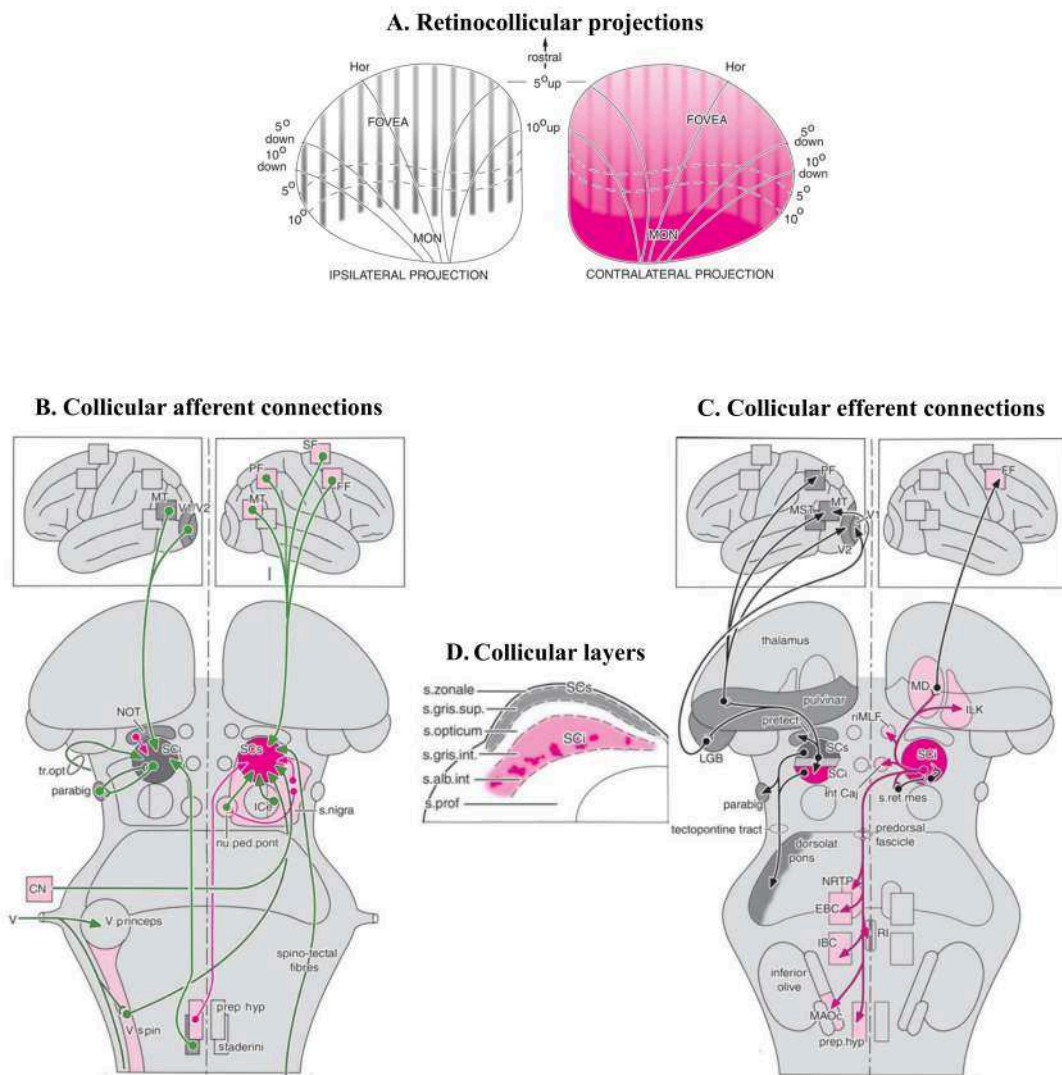 A. Retinocollicular projections
rostral
Hor
Hor
5° up
FOVEA
FOVEA
10° up
5°
down
10°
down
5°
10°
5°
down
10°
down
5°
10°
MON
MON
IPSILATERAL PROJECTION
CONTRALATERAL PROJECTION
B. Collicular afferent connections
SF
PF
FF
MT
V1/V2
MT
NOT
SCi
SCs
tr.opt
parabig
ICe
s.nigra
nu.ped.pont
CN
V
V princeps
spino-tectal
fibres
V spin
prep hyp
staderini
D. Collicular layers
s.zonale
s.gris.sup.
s.opticum
s.gris.int.
s.alb.int
s.prof
SCs
SCi
C. Collicular efferent connections
PF
FF
MT
MST
V1
V2
thalamus
MD
pulvinar
ILK
pretect.
riMLF
LGB
SCs
SCi
SCi
Int Caj
parabig
s.ret mes
tectopontine tract
predorsal
fascicle
dorsolat
pons
NRTP
EBC
RI
IBC
inferior
olive
MAOc
prep.hyp